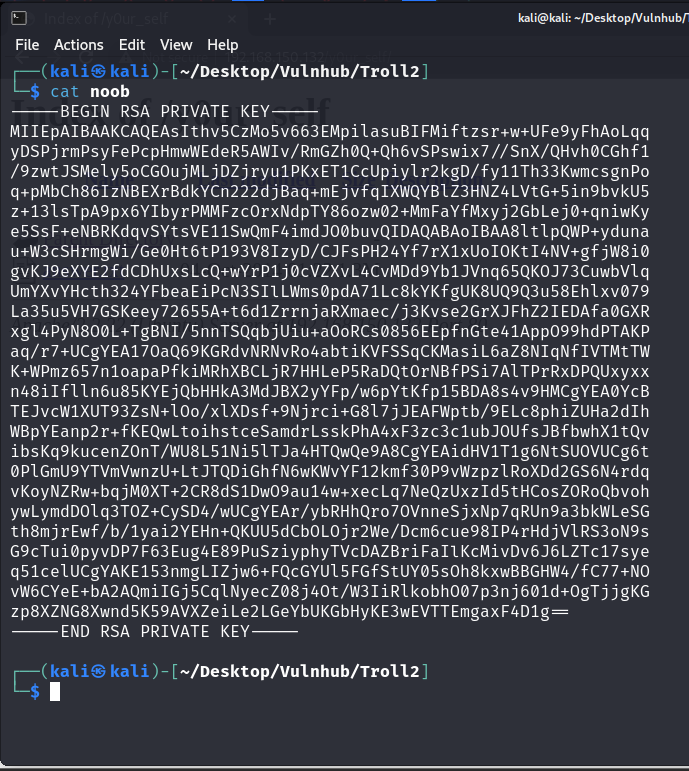 Index of /y0ur_self
kali@kali: ~/Desktop/Vulnhub/Troll2
File Actions Edit View Help
┌──(kali㉿kali)-[~/Desktop/Vulnhub/Troll2]
└─$ cat noob
-----BEGIN RSA PRIVATE KEY-----
MIIEpAIBAAKCAQEAsIthv5CzMo5v663EMpilasuBIFMiftzsr+w+UFe9yFhAoLqq
yDSPjrmPsyFePcpHmwWEdeR5AWIv/RmGZh0Q+Qh6vSPswix7//SnX/QHvh0CGhf1
/9zwtJSMely5oCGOujMLjDZjryu1PKxET1CcUpiylr2kgD/fy11Th33KwmcsgnPo
q+pMbCh86IzNBEXrBdkYCn222djBaq+mEjvfqIXWQYBlZ3HNZ4LVtG+5in9bvkU5
z+13lsTpA9px6YIbyrPMMFzcOrxNdpTY86ozw02+MmFaYfMxyj2GbLej0+qniwKy
e5SsF+eNBRKdqvSYtsVE11SwQmF4imdJO0buvQIDAQABAoIBAA8ltlpQWP+yduna
u+W3cSHrmgWi/Ge0Ht6tP193V8IzyD/CJFsPH24Yf7rX1xUoIOKtI4NV+gfjW8i0
gvKJ9eXYE2fdCDhUxsLcQ+wYrP1j0cVZXvL4CvMDd9Yb1JVnq65QKOJ73CuwbVlq
UmYXvYHcth324YFbeaEiPcN3SIlLWms0pdA71Lc8kYKfgUK8UQ9Q3u58Ehlxv079
La35u5VH7GSKeey72655A+t6d1ZrrnjaRXmaec/j3Kvse2GrXJFhZ2IEDAfa0GXR
xgl4PyN8O0L+TgBNI/5nnTSQqbjUiu+aOoRCs0856EEpfnGte41AppO99hdPTAKP
aq/r7+UCgYEA17OaQ69KGRdvNRNvRo4abtiKVFSSqCKMasiL6aZ8NIqNfIVTMtTW
K+WPmz657n1oapaPfkiMRhXBCLjR7HHLeP5RaDQtOrNBfPSi7AlTPrRxDPQUxyxx
n48iIflln6u85KYEjQbHHkA3MdJBX2yYFp/w6pYtKfp15BDA8s4v9HMCgYEA0YcB
TEJvcW1XUT93ZsN+lOo/xlXDsf+9Njrci+G8l7jJEAFWptb/9ELc8phiZUHa2dIh
WBpYEanp2r+fKEQwLtoihstceSamdrLsskPhA4xF3zc3c1ubJOUfsJBfbwhX1tQv
ibsKq9kucenZOnT/WU8L51Ni5lTJa4HTQwQe9A8CgYEAidHV1T1g6NtSUOVUCg6t
0PlGmU9YTVmVwnzU+LtJTQDiGhfN6wKWvYF12kmf30P9vWzpzlRoXDd2GS6N4rdq
vKoyNZRw+bqjM0XT+2CR8dS1DwO9au14w+xecLq7NeQzUxzId5tHCosZORoQbvoh
ywLymdDOlq3TOZ+CySD4/wUCgYEAr/ybRHhQro7OVnneSjxNp7qRUn9a3bkWLeSG
th8mjrEwf/b/1yai2YEHn+QKUU5dCbOLOjr2We/Dcm6cue98IP4rHdjVlRS3oN9s
G9cTui0pyvDP7F63Eug4E89PuSziyphyTVcDAZBriFaIlKcMivDv6J6LZTc17sye
q51celUCgYAKE153nmgLIZjw6+FQcGYUl5FGfStUY05sOh8kxwBBGHW4/fC77+NO
vW6CYeE+bA2AQmiIGj5CqlNyecZ08j4Ot/W3IiRlkobhO07p3nj601d+OgTjjgKG
zp8XZNG8Xwnd5K59AVXZeiLe2LGeYbUKGbHyKE3wEVTTEmgaxF4D1g==
-----END RSA PRIVATE KEY-----
┌──(kali㉿kali)-[~/Desktop/Vulnhub/Troll2]
└─$